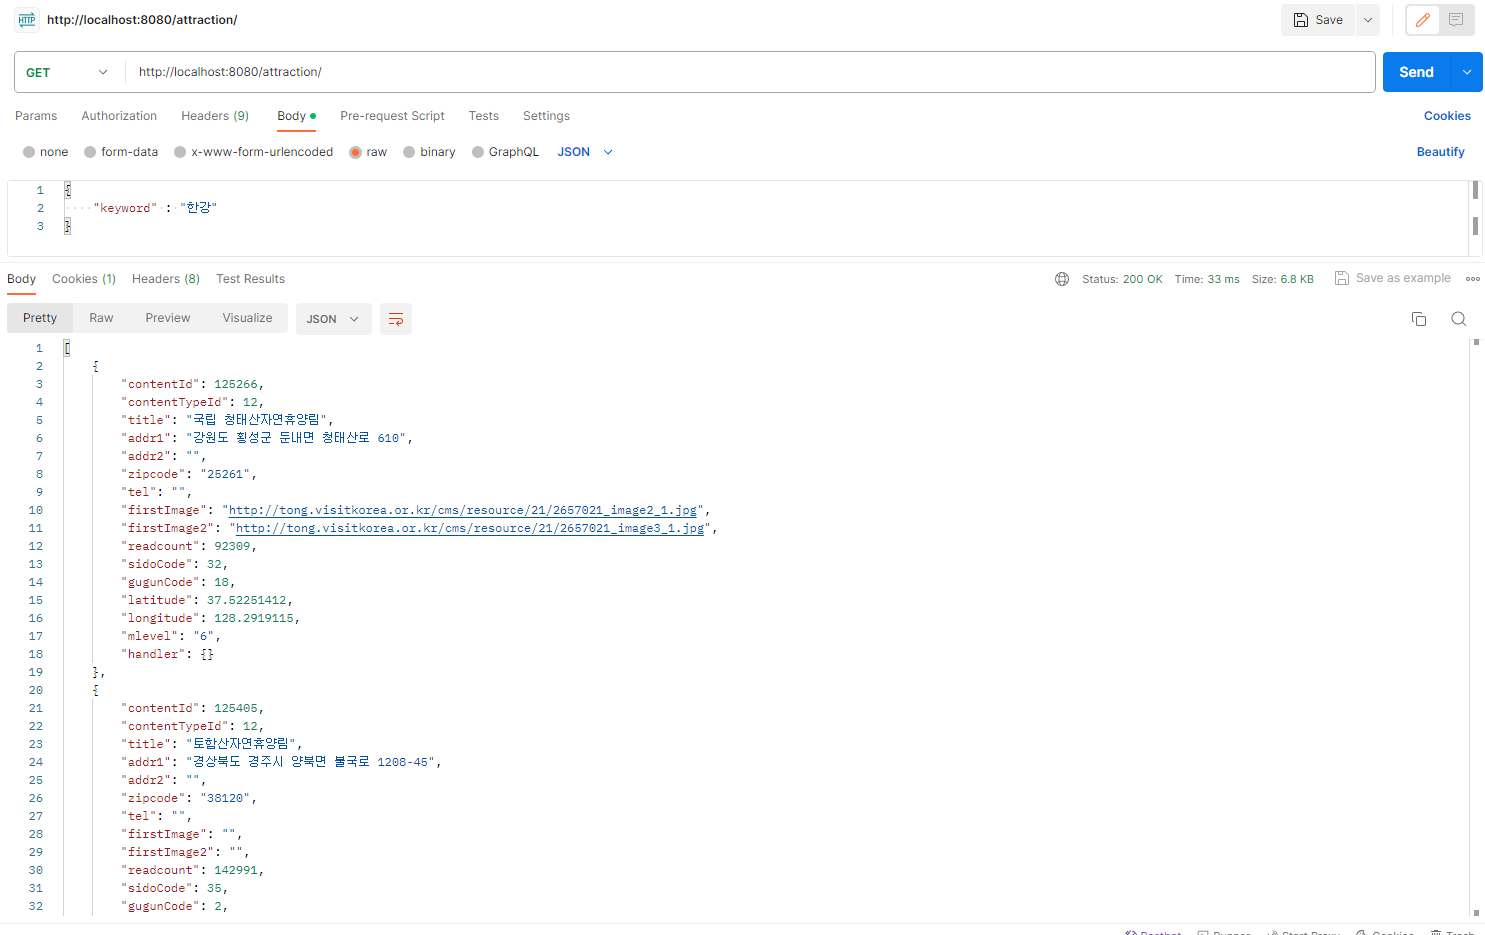 HTTP http://localhost:8080/attraction/ Save
GET http://localhost:8080/attraction/ Send
Params Authorization Headers (9) Body Pre-request Script Tests Settings Cookies
none form-data x-www-form-urlencoded raw binary GraphQL JSON Beautify
1 {
2 "keyword" : "한강"
3 }
Body Cookies (1) Headers (8) Test Results Status: 200 OK Time: 33 ms Size: 6.8 KB Save as example
Pretty Raw Preview Visualize JSON
1 [
2 {
3 "contentId": 125266,
4 "contentTypeId": 12,
5 "title": "국립 청태산자연휴양림",
6 "addr1": "강원도 횡성군 둔내면 청태산로 610",
7 "addr2": "",
8 "zipcode": "25261",
9 "tel": "",
10 "firstImage": "http://tong.visitkorea.or.kr/cms/resource/21/2657021_image2_1.jpg",
11 "firstImage2": "http://tong.visitkorea.or.kr/cms/resource/21/2657021_image3_1.jpg",
12 "readcount": 92309,
13 "sidoCode": 32,
14 "gugunCode": 18,
15 "latitude": 37.52251412,
16 "longitude": 128.2919115,
17 "mlevel": "6",
18 "handler": {}
19 },
20 {
21 "contentId": 125405,
22 "contentTypeId": 12,
23 "title": "토함산자연휴양림",
24 "addr1": "경상북도 경주시 양북면 불국로 1208-45",
25 "addr2": "",
26 "zipcode": "38120",
27 "tel": "",
28 "firstImage": "",
29 "firstImage2": "",
30 "readcount": 142991,
31 "sidoCode": 35,
32 "gugunCode": 2,
Postbot Runner Start Proxy Cookies Trash